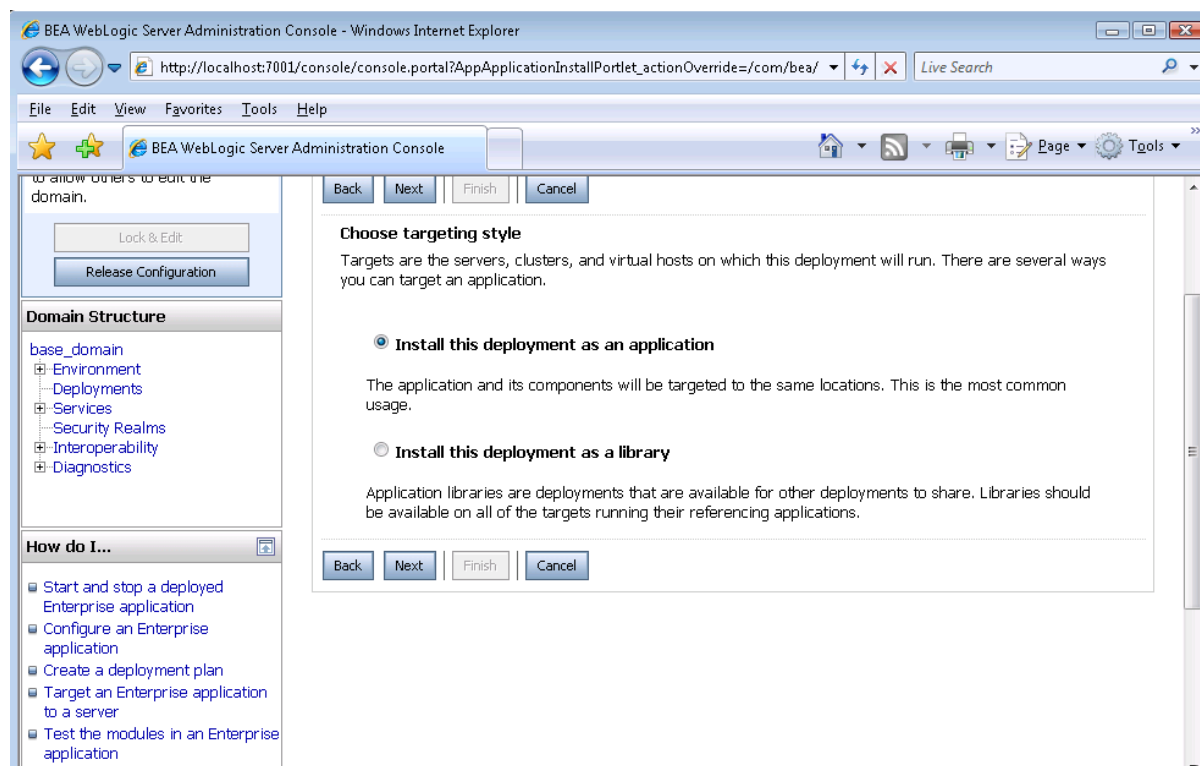 BEA WebLogic Server Administration Console - Windows Internet Explorer
http://localhost:7001/console/console.portal?AppApplicationInstallPortlet_actionOverride=/com/bea/
Live Search
File Edit View Favorites Tools Help
BEA WebLogic Server Administration Console
Page Tools
to allow others to edit the
domain.
Lock & Edit
Release Configuration
Domain Structure
base_domain
Environment
Deployments
Services
Security Realms
Interoperability
Diagnostics
How do I...
Start and stop a deployed
Enterprise application
Configure an Enterprise
application
Create a deployment plan
Target an Enterprise application
to a server
Test the modules in an Enterprise
application
Back Next Finish Cancel
Choose targeting style
Targets are the servers, clusters, and virtual hosts on which this deployment will run. There are several ways
you can target an application.
Install this deployment as an application
The application and its components will be targeted to the same locations. This is the most common
usage.
Install this deployment as a library
Application libraries are deployments that are available for other deployments to share. Libraries should
be available on all of the targets running their referencing applications.
Back Next Finish Cancel